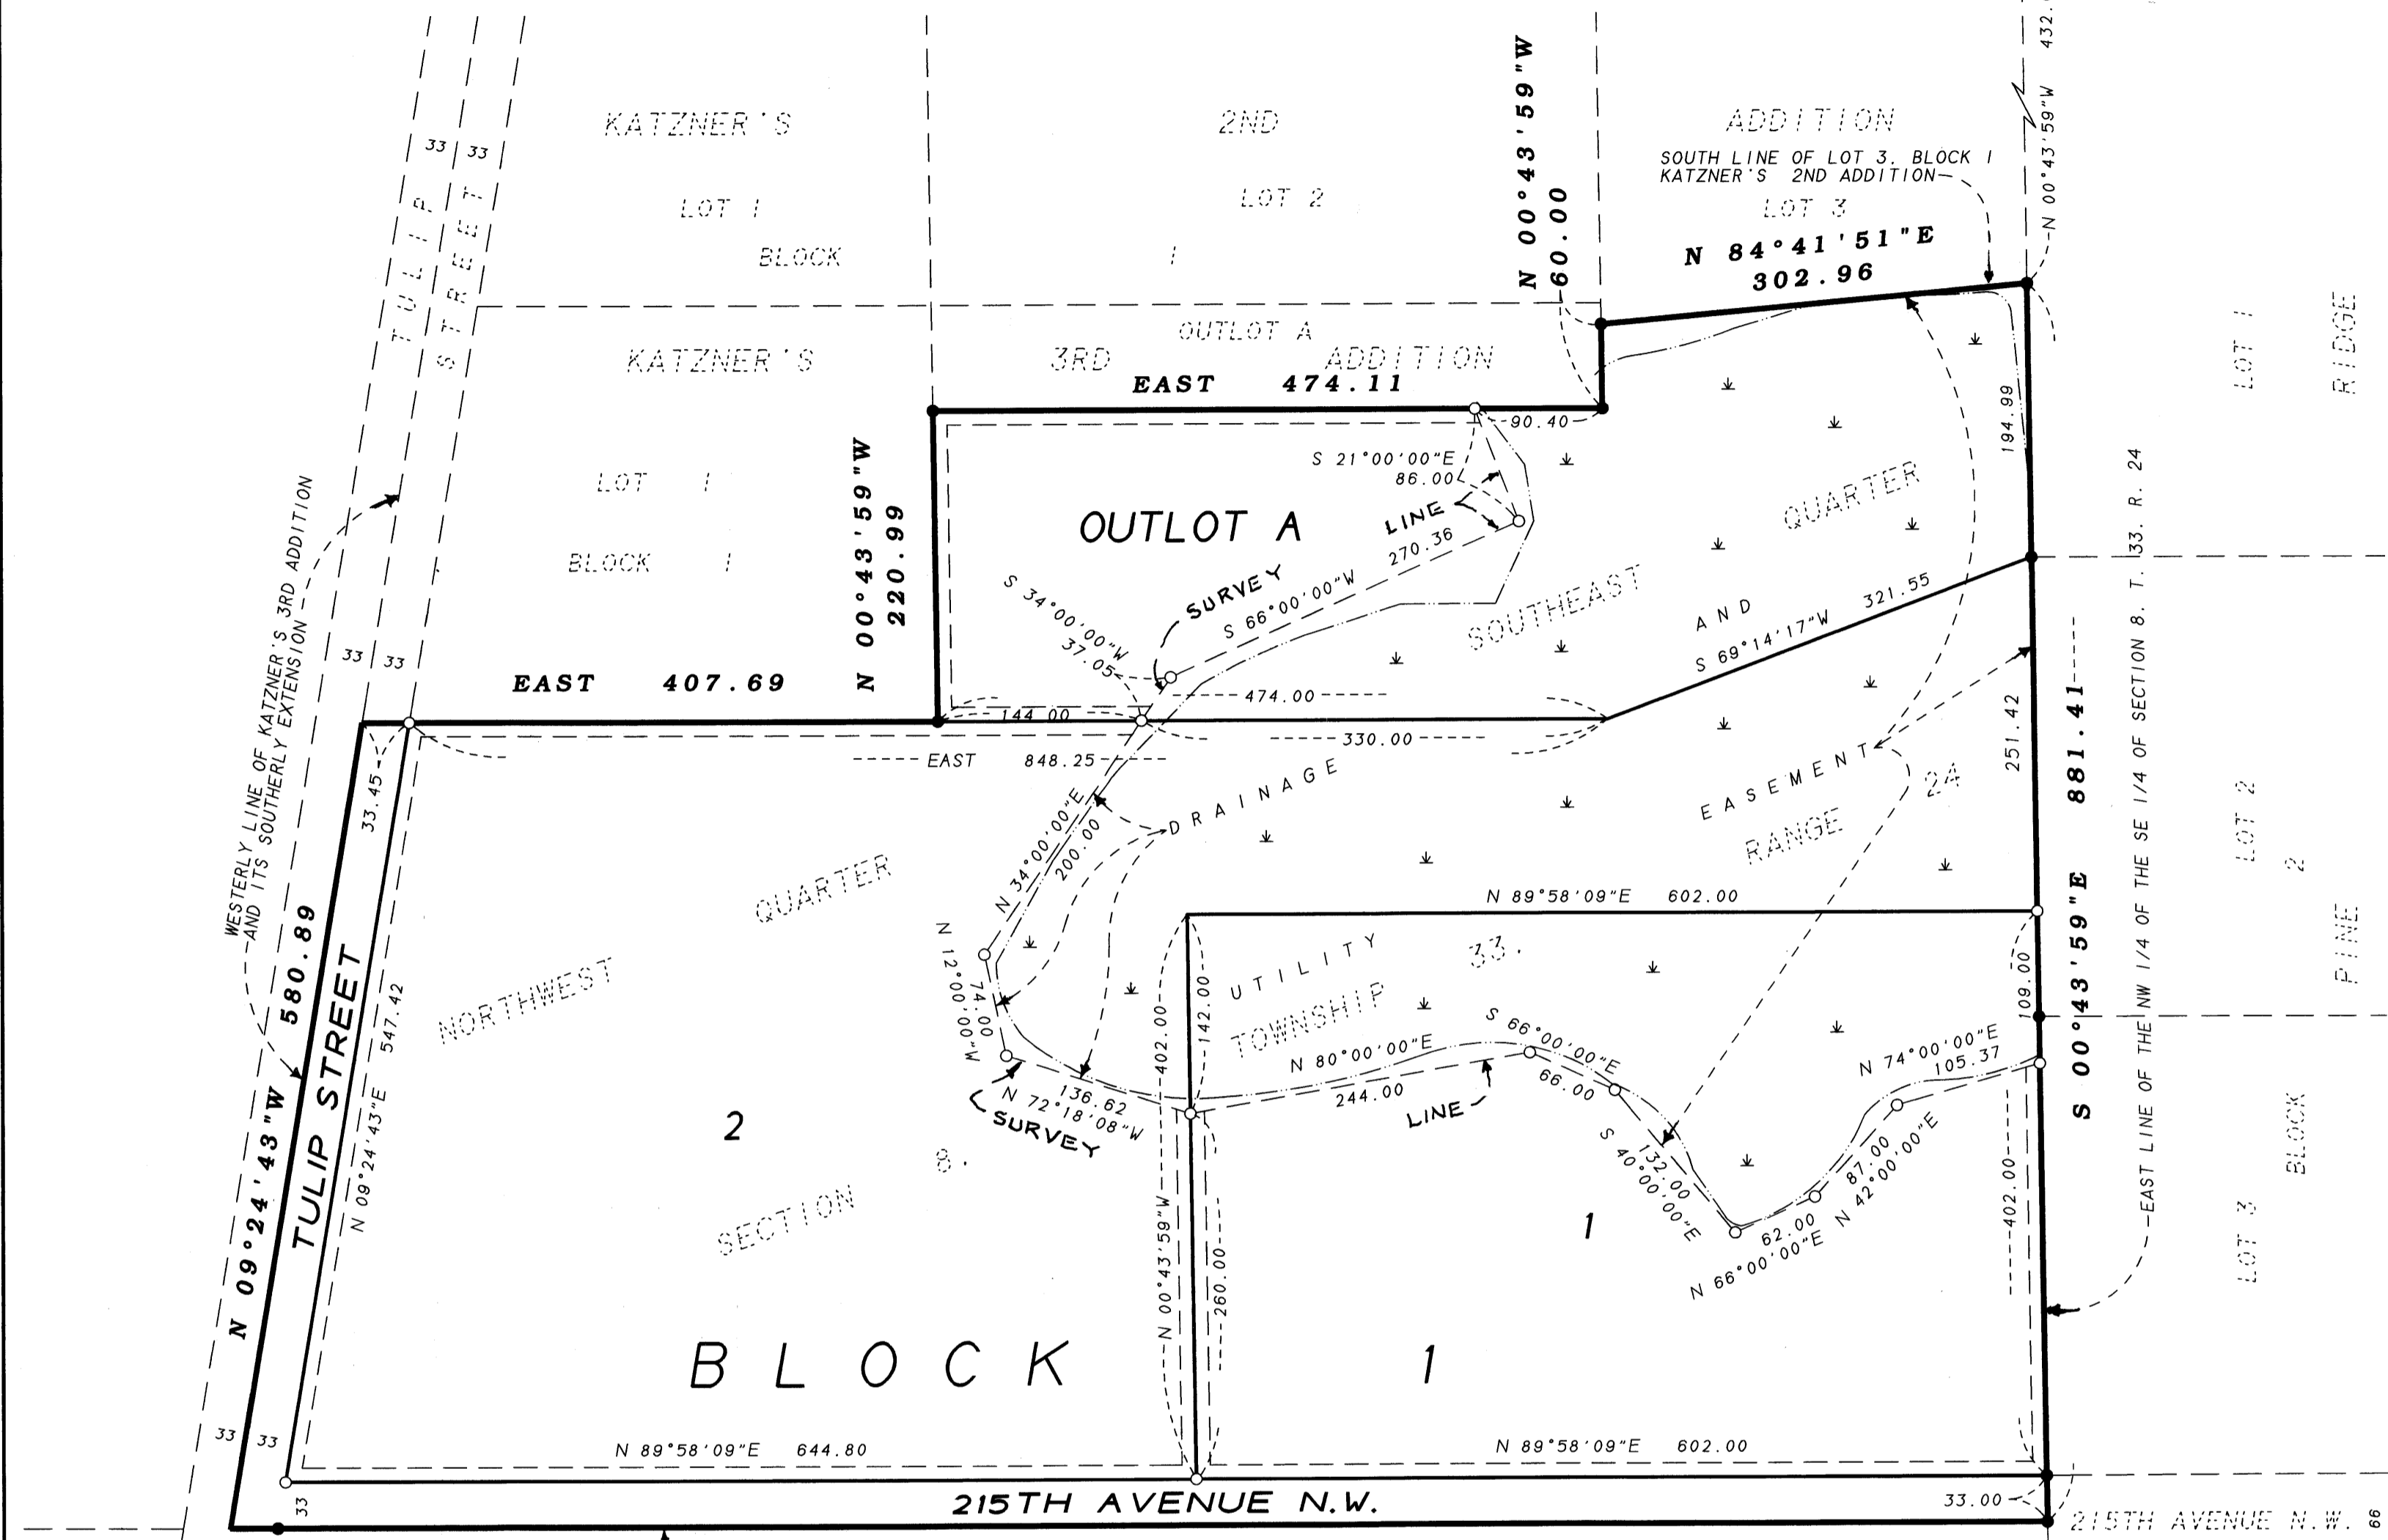 432.
N 00°43'59"W
N 00°43'59"W
60.00
KATZNER'S
2ND
ADDITION
33
33
SOUTH LINE OF LOT 3, BLOCK 1
KATZNER'S 2ND ADDITION
LOT 1
LOT 2
LOT 3
BLOCK
1
N 84°41'51"E
302.96
TULIP
STREET
OUTLOT A
KATZNER'S
3RD
ADDITION
EAST 474.11
90.40
LOT 1
RIDGE
194.99
S 21°00'00"E
86.00
LOT 1
N 00°43'59"W
220.99
OUTLOT A
LINE
270.36
QUARTER
BLOCK 1
S 34°00'00"W
37.05
SURVEY
S 66°00'00"W
SOUTHEAST
AND
S 69°14'17"W 321.55
33
33
EAST 407.69
474.00
144.00
330.00
EAST 848.25
WESTERLY LINE OF KATZNER'S 3RD ADDITION
AND ITS SOUTHERLY EXTENSION
33.45
251.42
881.41
S 00°43'59"E
EAST LINE OF THE NW 1/4 OF THE SE 1/4 OF SECTION 8. T. 33. R. 24
DRAINAGE
EASEMENT
24
RANGE
LOT 2
2
N 34°00'00"E
200.00
QUARTER
N 89°58'09"E 602.00
580.89
N 09°24'43"W
TULIP STREET
547.42
N 09°24'43"E
NORTHWEST
N 12°00'00"W
74.00
402.00
142.00
UTILITY
33.
TOWNSHIP
109.00
PINE
136.62
N 72°18'08"W
SURVEY
N 80°00'00"E
244.00
LINE
S 66°00'00"E
66.00
N 74°00'00"E
105.37
2
8.
SECTION
S 40°00'00"E
132.00
62.00
N 66°00'00"E
87.00
N 42°00'00"E
402.00
BLOCK
LOT 3
1
N 00°43'59"W
260.00
BLOCK
1
33
33
N 89°58'09"E 644.80
N 89°58'09"E 602.00
33
215TH AVENUE N.W.
33.00
215TH AVENUE N.W.
66